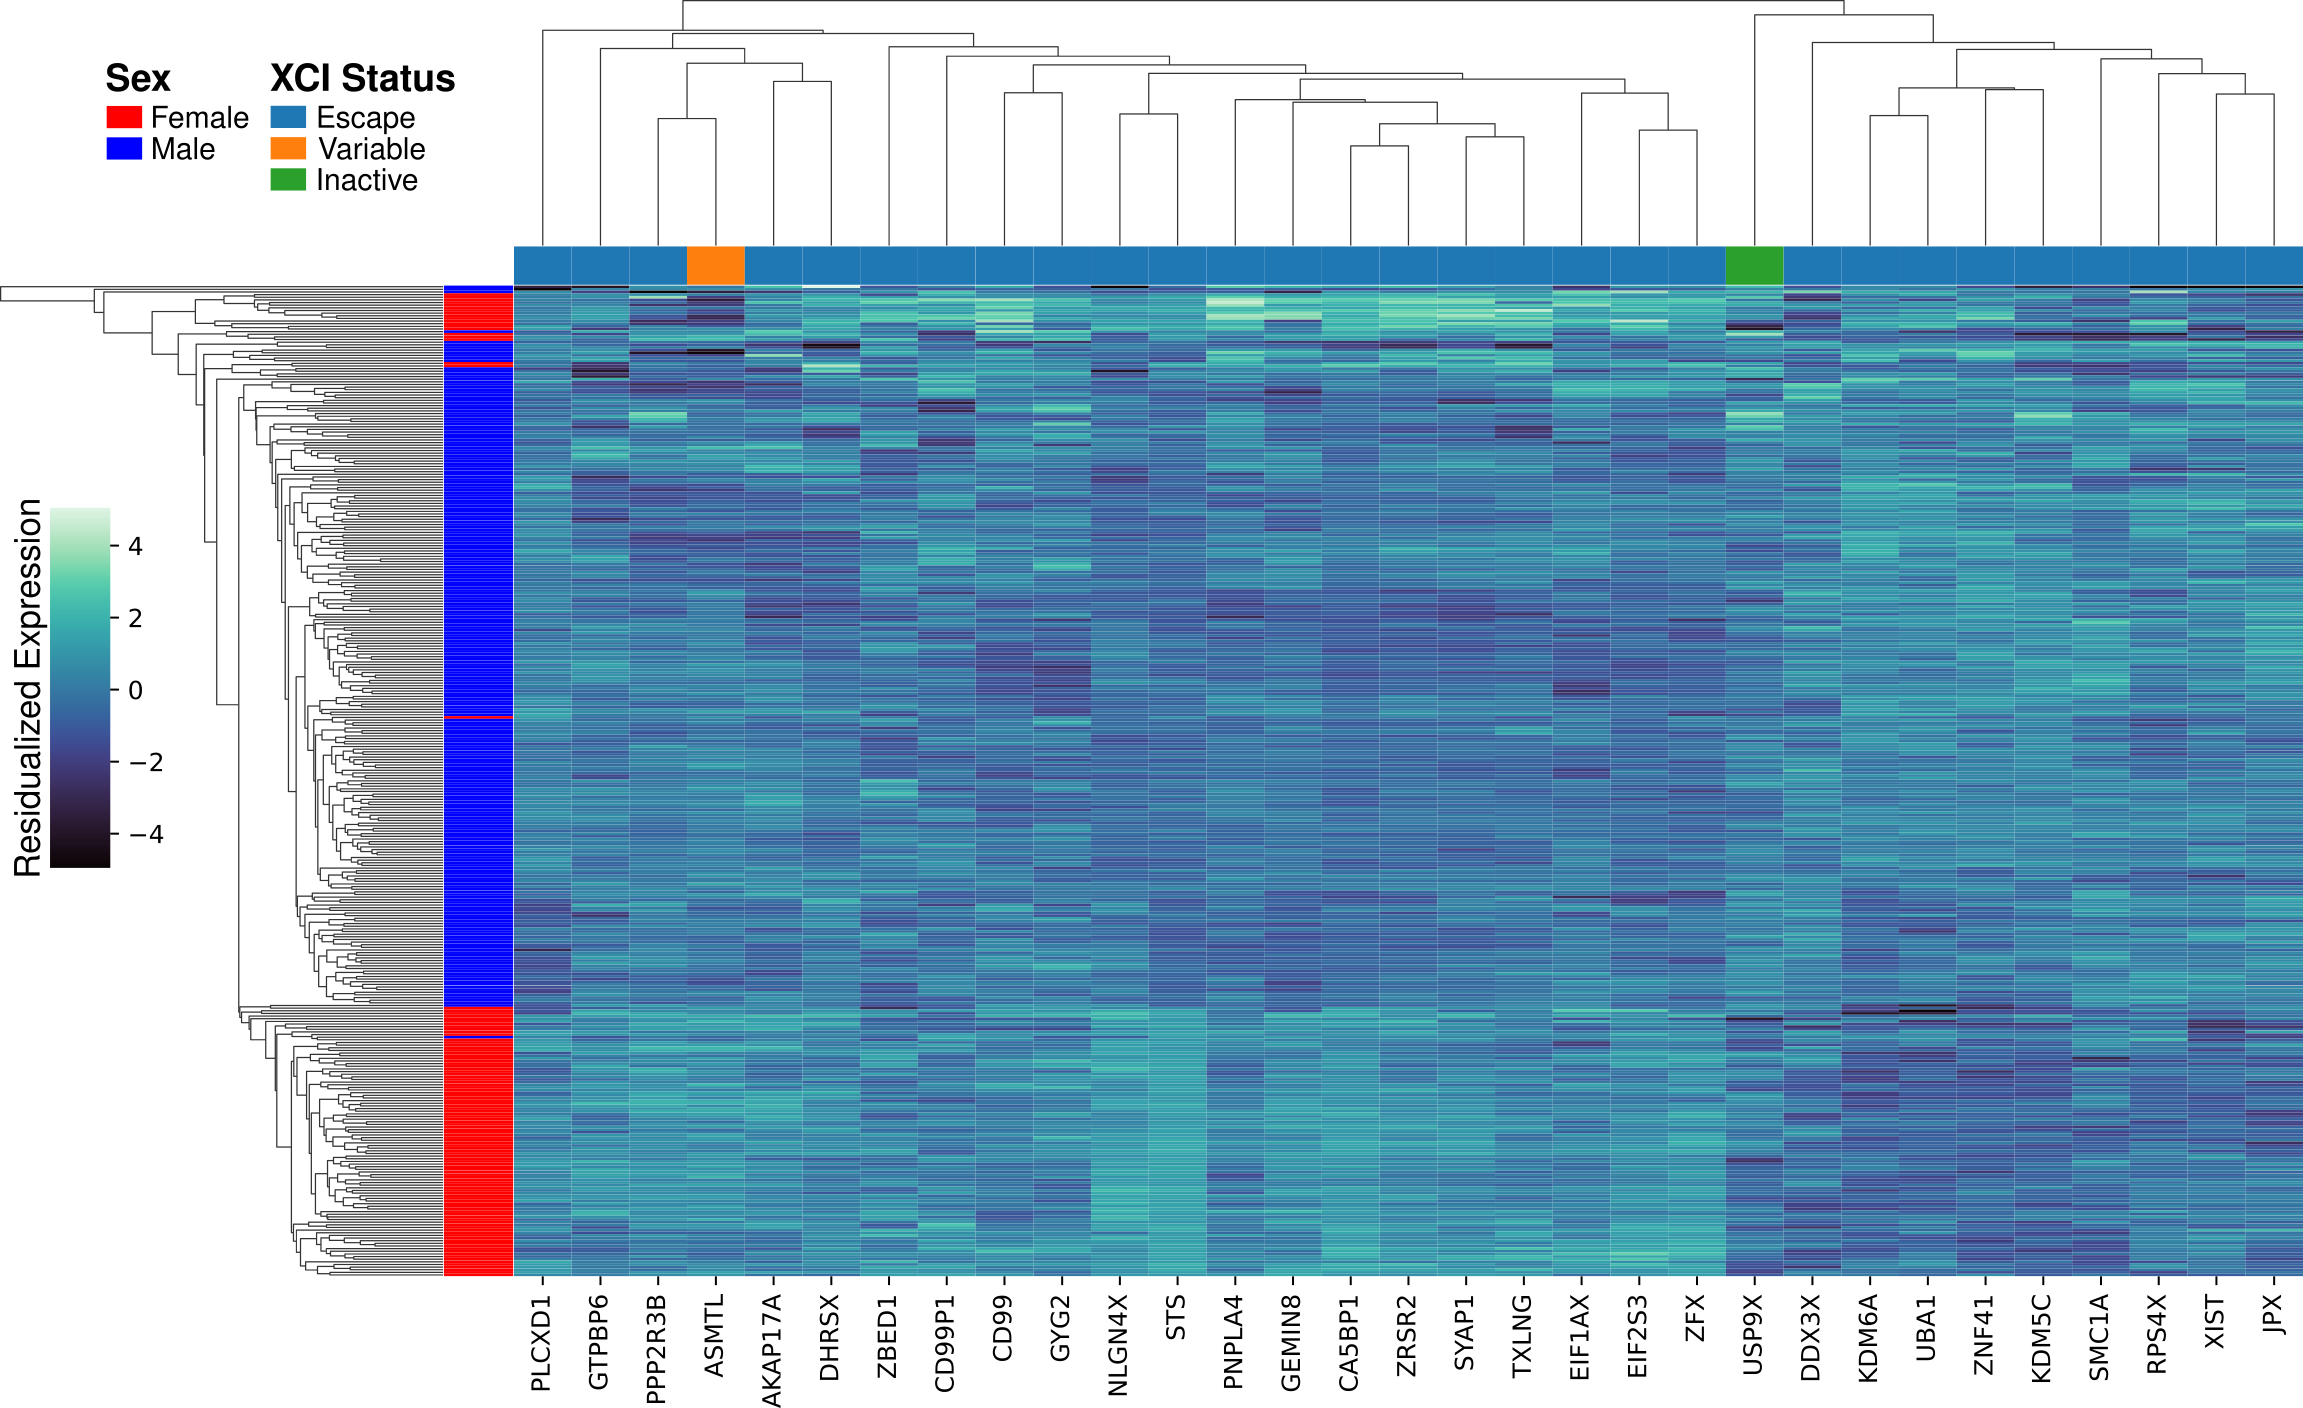 Sex
Female
Male
XCI Status
Escape
Variable
Inactive
Residualized Expression
4
2
0
−2
−4
PLCXD1
GTPBP6
PPP2R3B
ASMTL
AKAP17A
DHRSX
ZBED1
CD99P1
CD99
GYG2
NLGN4X
STS
PNPLA4
GEMIN8
CA5BP1
ZRSR2
SYAP1
TXLNG
EIF1AX
EIF2S3
ZFX
USP9X
DDX3X
KDM6A
UBA1
ZNF41
KDM5C
SMC1A
RPS4X
XIST
JPX